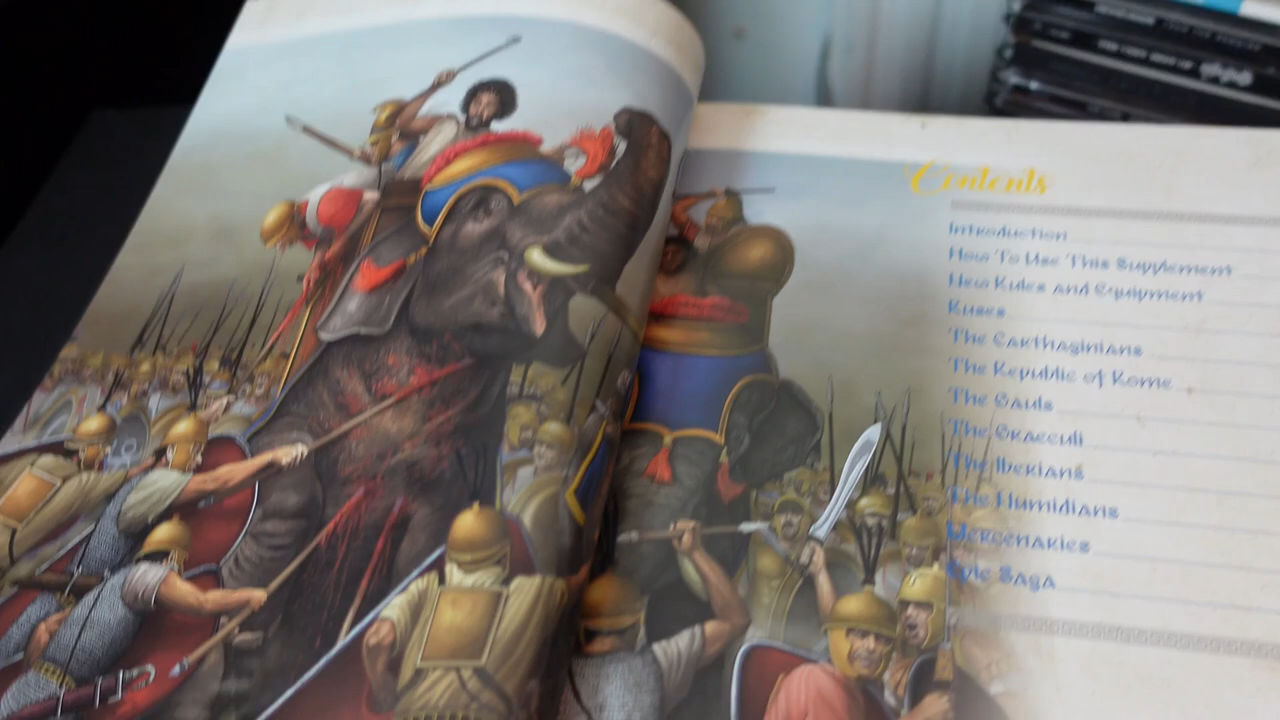 Contents
Introduction
How To Use This Supplement
New Rules and Equipment
Ruses
The Carthaginians
The Republic of Rome
The Gauls
The Graeculi
The Iberians
The Numidians
Mercenaries
Epic Saga